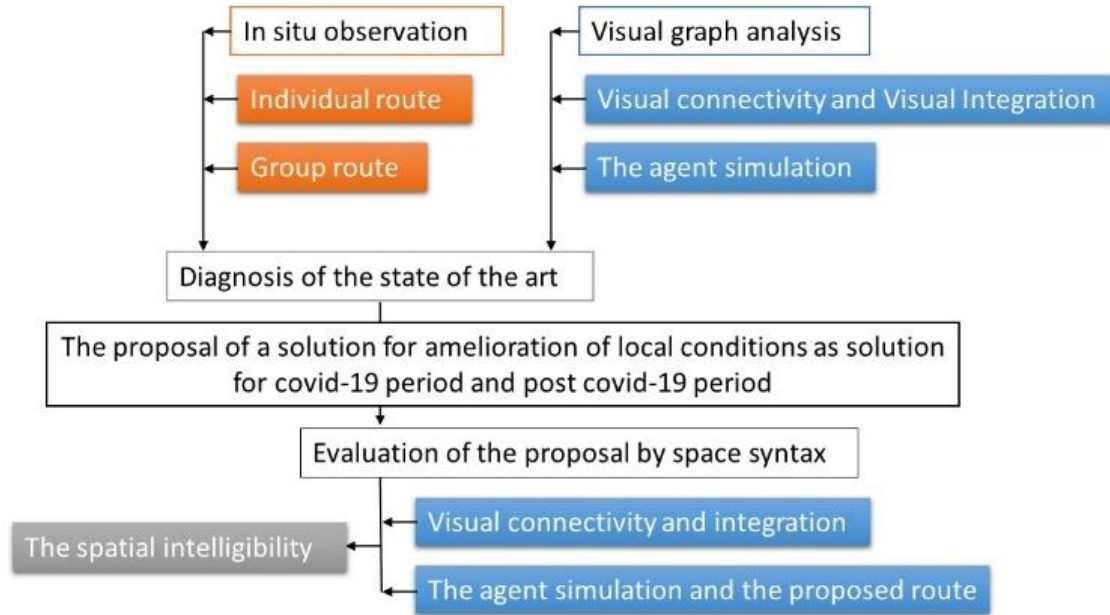 In situ observation
Individual route
Group route
Visual graph analysis
Visual connectivity and Visual Integration
The agent simulation
Diagnosis of the state of the art
The proposal of a solution for amelioration of local conditions as solution
for covid-19 period and post covid-19 period
Evaluation of the proposal by space syntax
Visual connectivity and integration
The spatial intelligibility
The agent simulation and the proposed route